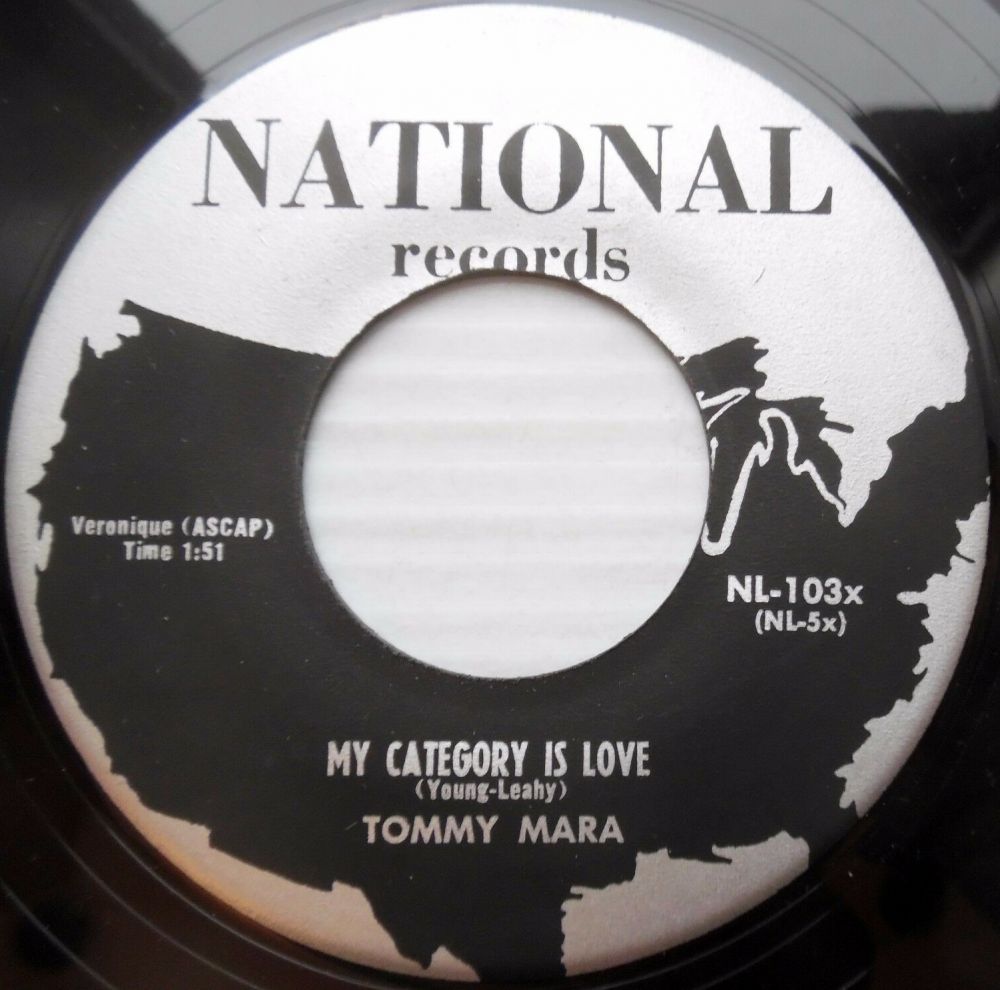 NATIONAL
records
Veronique (ASCAP)
Time 1:51
NL-103x
(NL-5x)
MY CATEGORY IS LOVE
(Young-Leahy)
TOMMY MARA